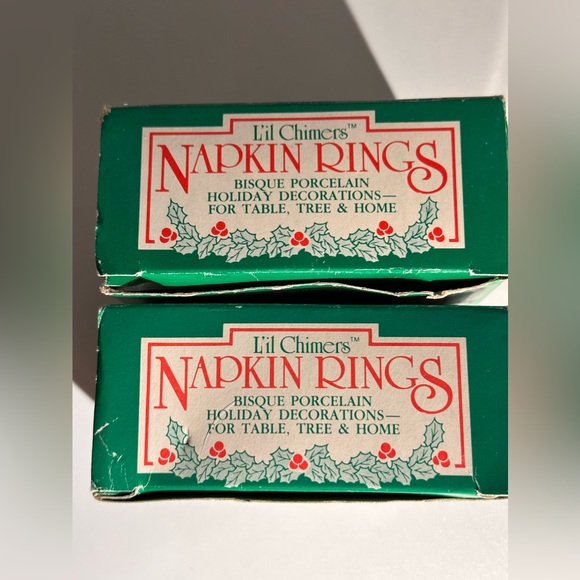 L'il Chimers™
NAPKIN RINGS
BISQUE PORCELAIN
HOLIDAY DECORATIONS—
FOR TABLE, TREE & HOME
L'il Chimers™
NAPKIN RINGS
BISQUE PORCELAIN
HOLIDAY DECORATIONS—
FOR TABLE, TREE & HOME